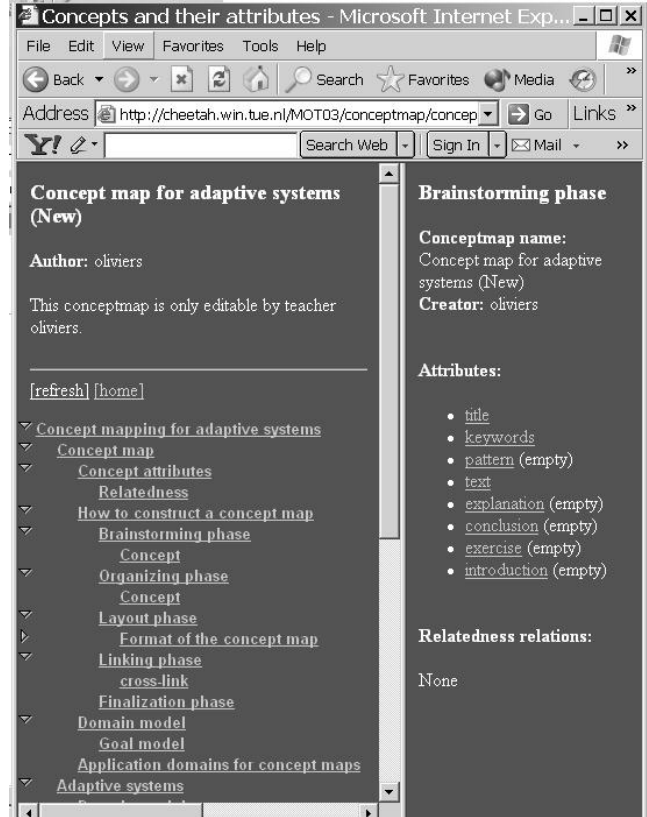 Concepts and their attributes - Microsoft Internet Exp...
File Edit View Favorites Tools Help
Back Search Favorites Media »
Address http://cheetah.win.tue.nl/MOT03/conceptmap/concep Go Links »
Y! Search Web Sign In Mail »
Concept map for adaptive systems
(New)
Author: oliviers
This conceptmap is only editable by teacher
oliviers.
[refresh] [home]
Concept mapping for adaptive systems
Concept map
Concept attributes
Relatedness
How to construct a concept map
Brainstorming phase
Concept
Organizing phase
Concept
Layout phase
Format of the concept map
Linking phase
cross-link
Finalization phase
Domain model
Goal model
Application domains for concept maps
Adaptive systems
Brainstorming phase
Conceptmap name:
Concept map for adaptive
systems (New)
Creator: oliviers
Attributes:
• title
• keywords
• pattern (empty)
• text
• explanation (empty)
• conclusion (empty)
• exercise (empty)
• introduction (empty)
Relatedness relations:
None